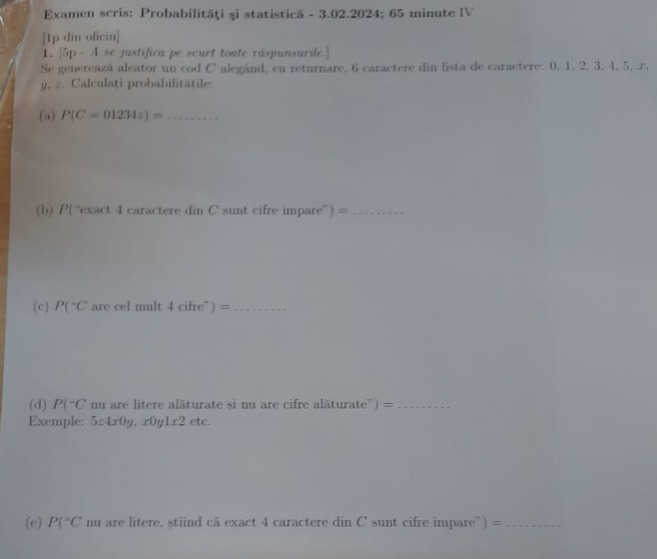 Examen scris: Probabilităţi şi statistică - 3.02.2024; 65 minute IV
[1p din oficiu]
1. [5p - A se justifica pe scurt toate răspunsurile.]
Se generează aleator un cod C alegând, cu returnare, 6 caractere din lista de caractere: 0, 1, 2, 3, 4, 5, x,
y, z. Calculaţi probabilităţile:
(a) P(C = 01234z) = .........
(b) P("exact 4 caractere din C sunt cifre impare") = .........
(c) P("C are cel mult 4 cifre") = .........
(d) P("C nu are litere alăturate și nu are cifre alăturate") = .........
Exemple: 5z4x0y, x0y1x2 etc.
(e) P("C nu are litere, știind că exact 4 caractere din C sunt cifre impare") = .........